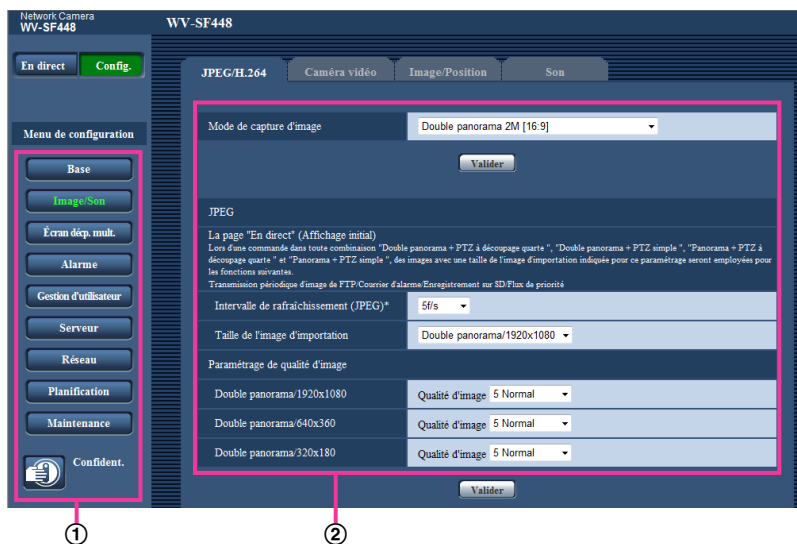 Network Camera
WV-SF448
WV-SF448
En direct
Config.
Menu de configuration
Base
Image/Son
Écran décp. mult.
Alarme
Gestion d'utilisateur
Serveur
Réseau
Planification
Maintenance
Confident.
JPEG/H.264
Caméra vidéo
Image/Position
Son
Mode de capture d'image
Double panorama 2M [16:9]
Valider
JPEG
La page "En direct" (Affichage initial)
Lors d'une commande dans toute combinaison "Double panorama + PTZ à découpage quarte ", "Double panorama + PTZ simple ", "Panorama + PTZ à
découpage quarte " et "Panorama + PTZ simple ", des images avec une taille de l'image d'importation indiquée pour ce paramétrage seront employées pour
les fonctions suivantes.
Transmission périodique d'image de FTP/Courrier d'alarme/Enregistrement sur SD/Flux de priorité
Intervalle de rafraîchissement (JPEG)*
5f/s
Taille de l'image d'importation
Double panorama/1920x1080
Paramétrage de qualité d'image
Double panorama/1920x1080
Qualité d'image 5 Normal
Double panorama/640x360
Qualité d'image 5 Normal
Double panorama/320x180
Qualité d'image 5 Normal
Valider
①
②